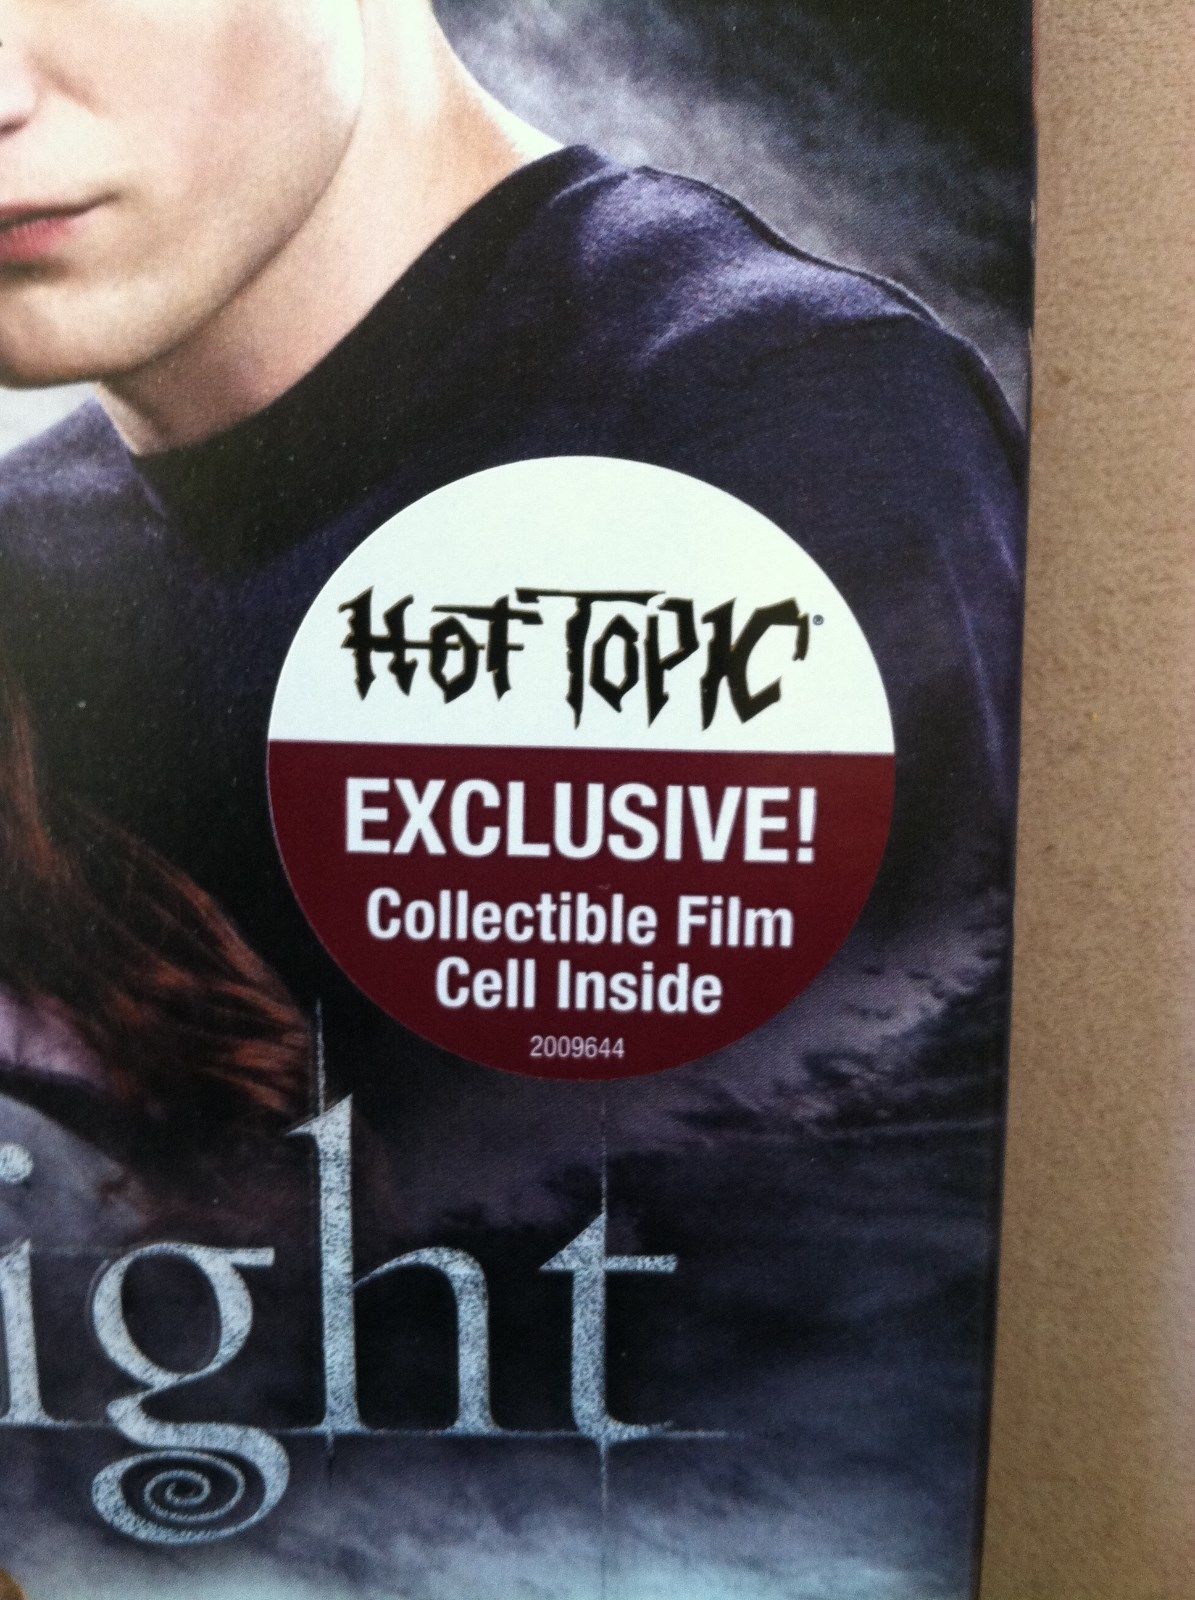 HOT TOPIC®
EXCLUSIVE!
Collectible Film
Cell Inside
2009644
ight